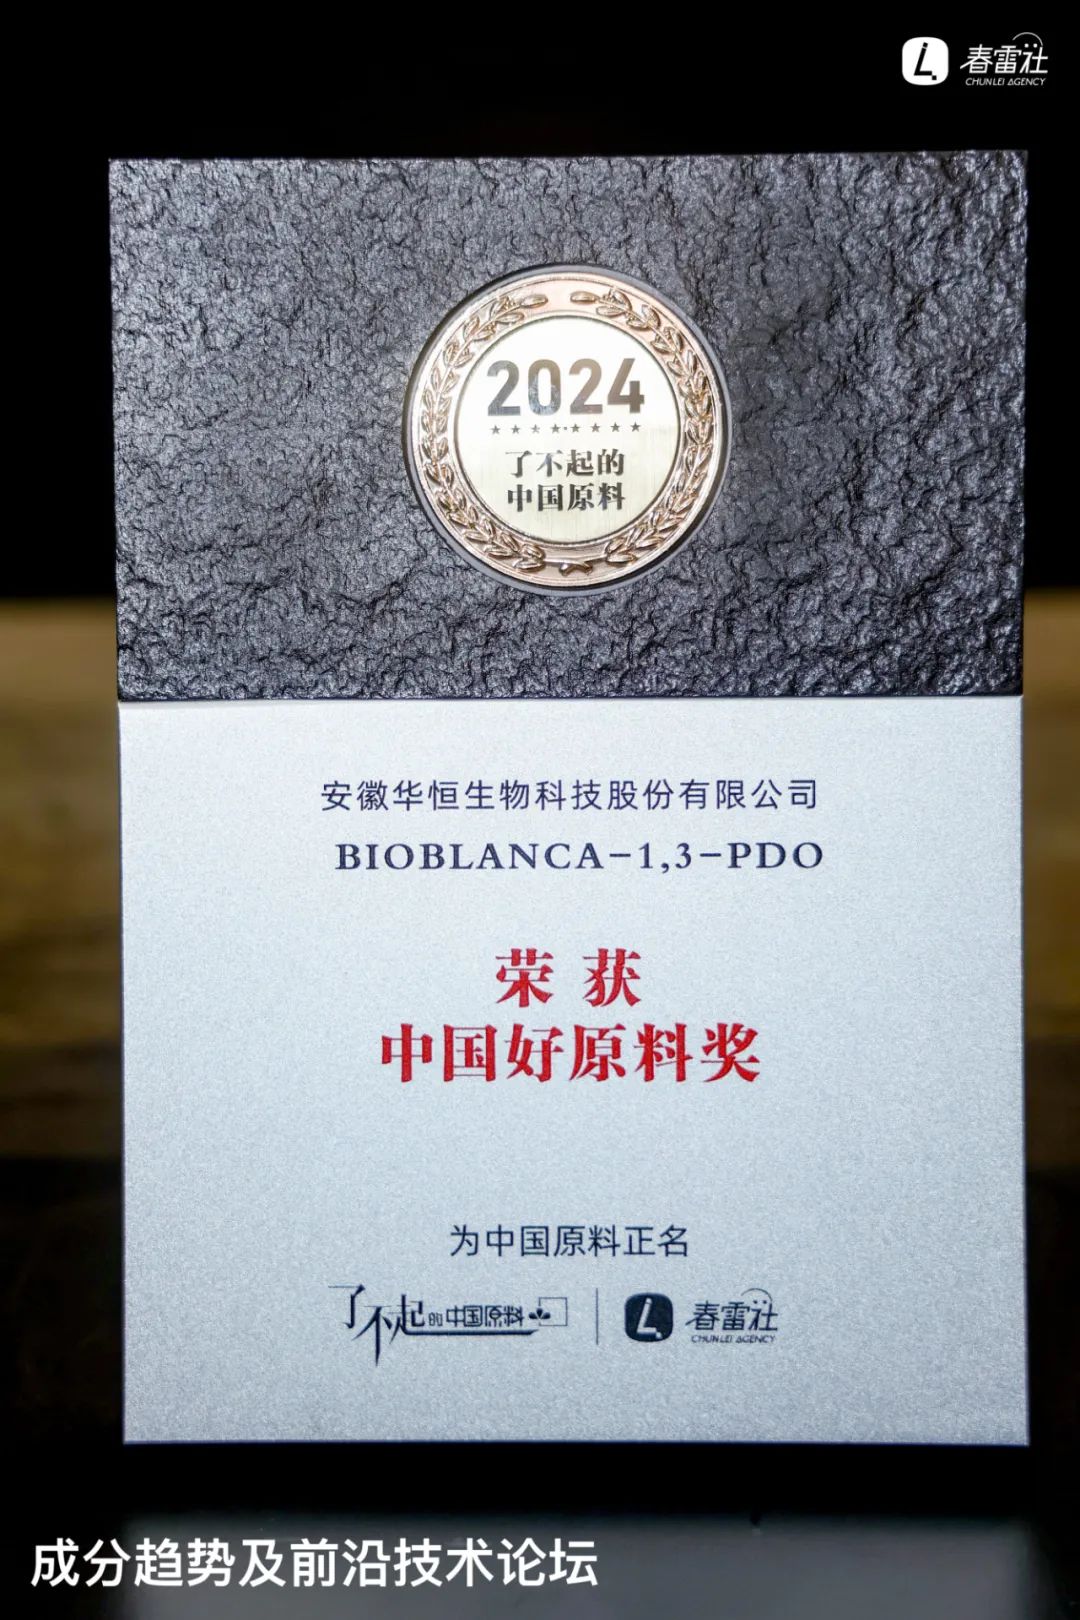 春雷社
CHUNLEI AGENCY
2024
了不起的
中国原料
安徽华恒生物科技股份有限公司
BIOBLANCA-1,3-PDO
荣获
中国好原料奖
为中国原料正名
了不起的中国原料
春雷社
CHUNLEI AGENCY
成分趋势及前沿技术论坛